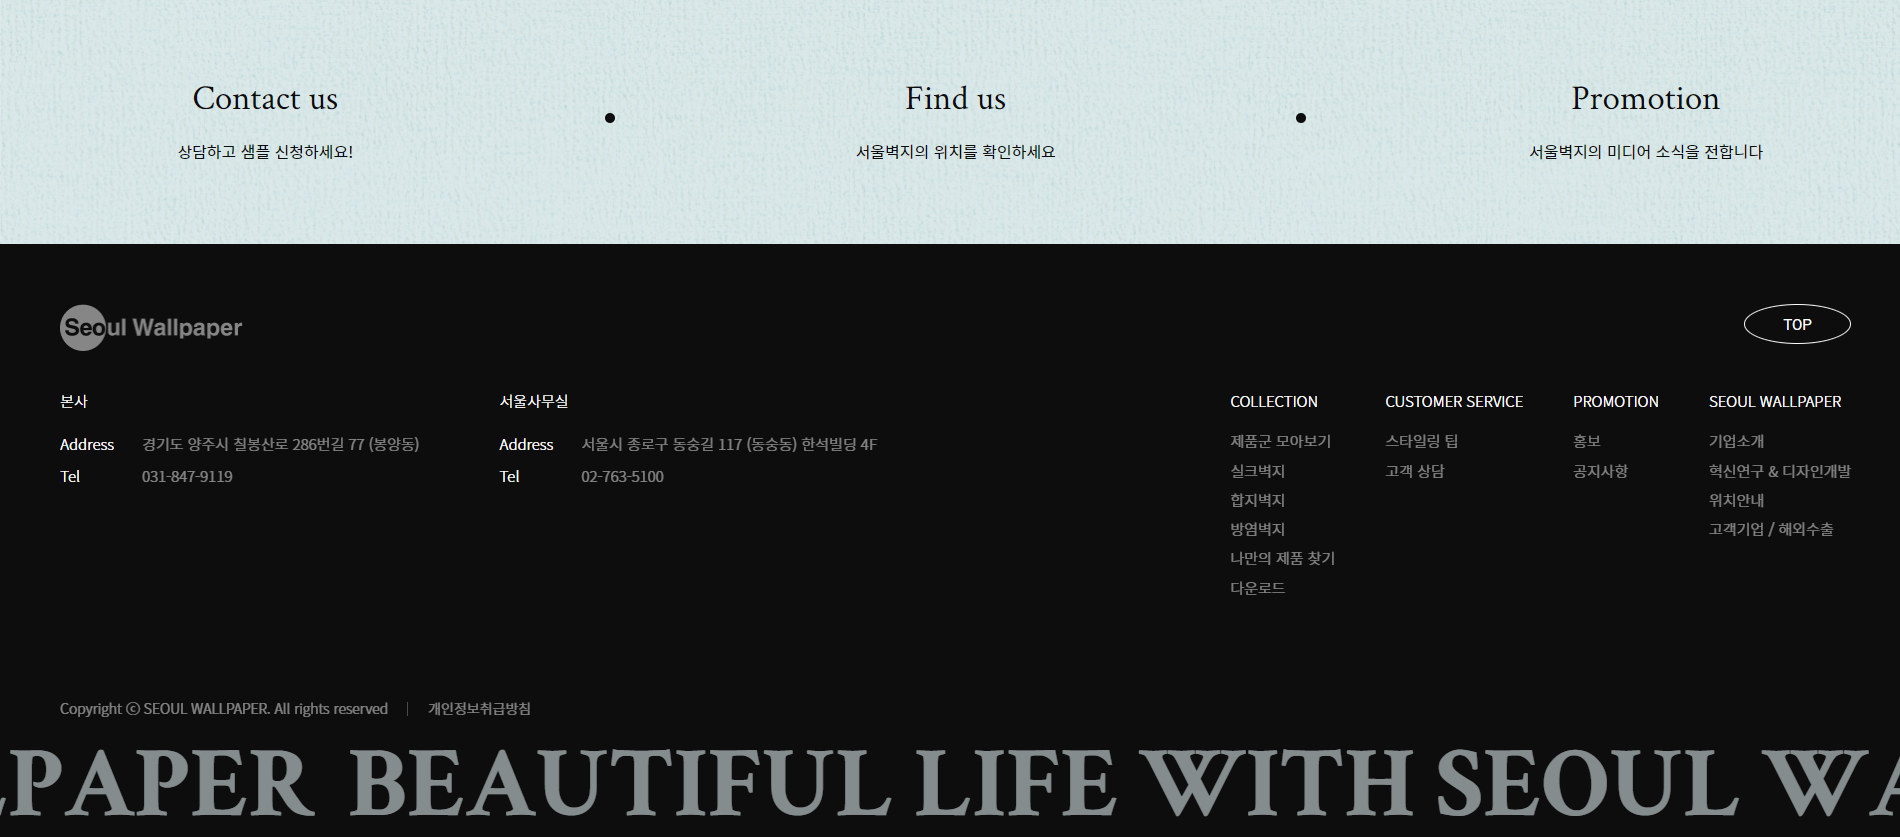 Contact us
상담하고 샘플 신청하세요!
Find us
서울벽지의 위치를 확인하세요
Promotion
서울벽지의 미디어 소식을 전합니다
Seoul Wallpaper
TOP
본사
Address 경기도 양주시 칠봉산로 286번길 77 (봉양동)
Tel 031-847-9119
서울사무실
Address 서울시 종로구 동숭길 117 (동숭동) 한석빌딩 4F
Tel 02-763-5100
COLLECTION
제품군 모아보기
실크벽지
합지벽지
방염벽지
나만의 제품 찾기
다운로드
CUSTOMER SERVICE
스타일링 팁
고객 상담
PROMOTION
홍보
공지사항
SEOUL WALLPAPER
기업소개
혁신연구 & 디자인개발
위치안내
고객기업 / 해외수출
Copyright ⓒ SEOUL WALLPAPER. All rights reserved | 개인정보취급방침
LPAPER BEAUTIFUL LIFE WITH SEOUL WA